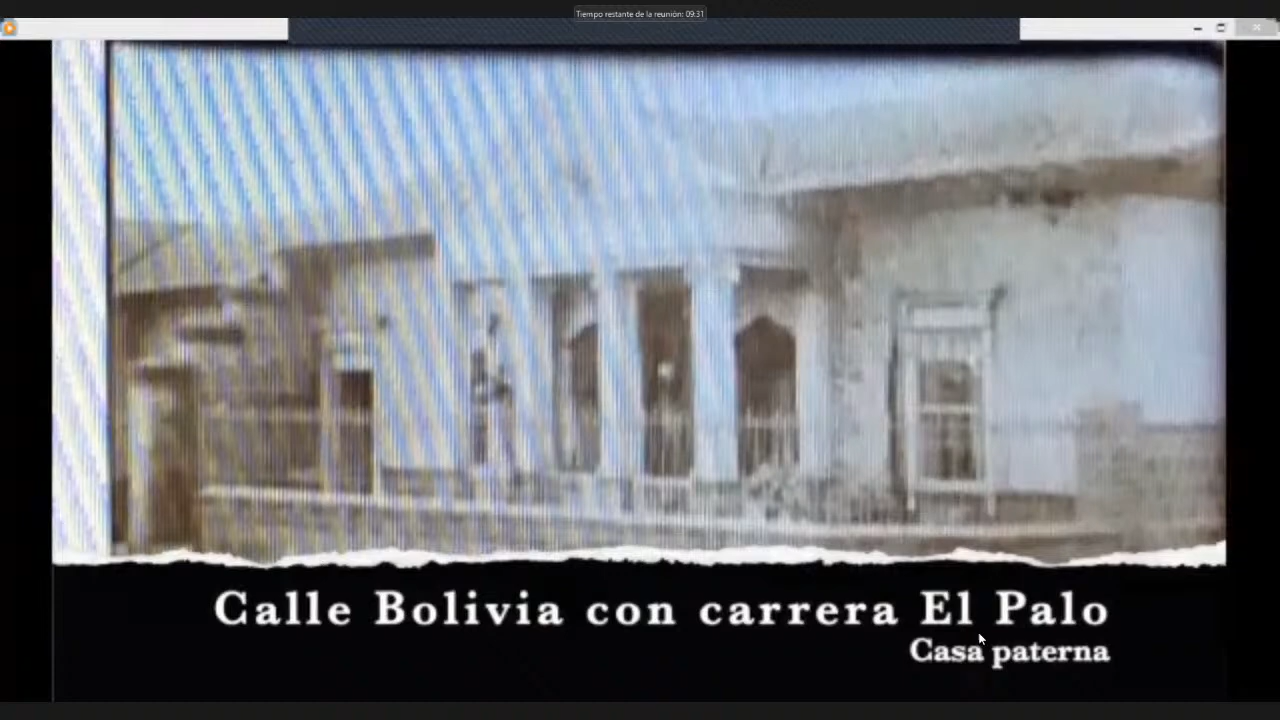 Tiempo restante de la reunión: 09:31
Calle Bolivia con carrera El Palo
Casa paterna